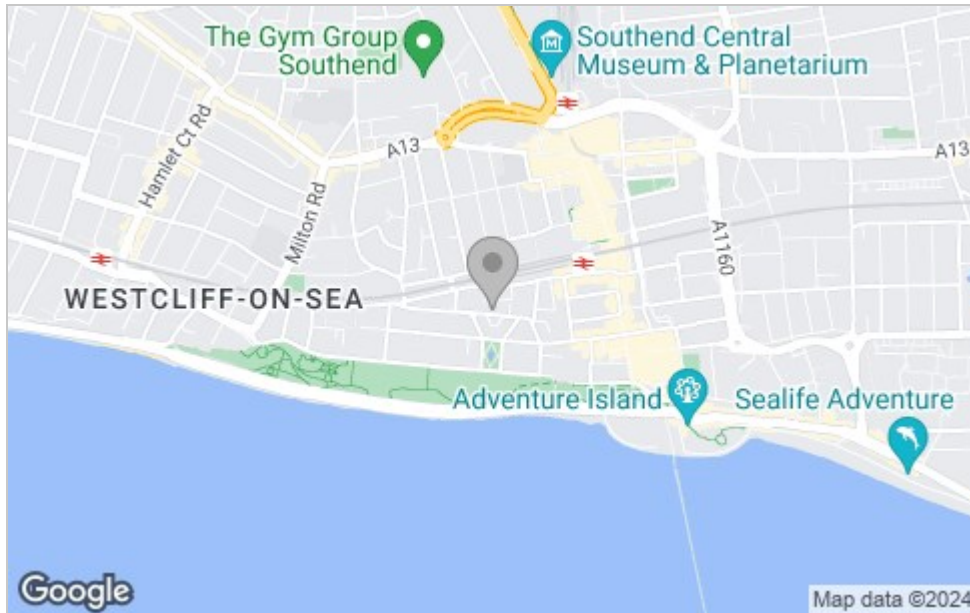 The Gym Group
Southend
Southend Central
Museum & Planetarium
A13
A13
Hamlet Ct Rd
Milton Rd
A1160
WESTCLIFF-ON-SEA
Adventure Island
Sealife Adventure
Google
Map data ©2024